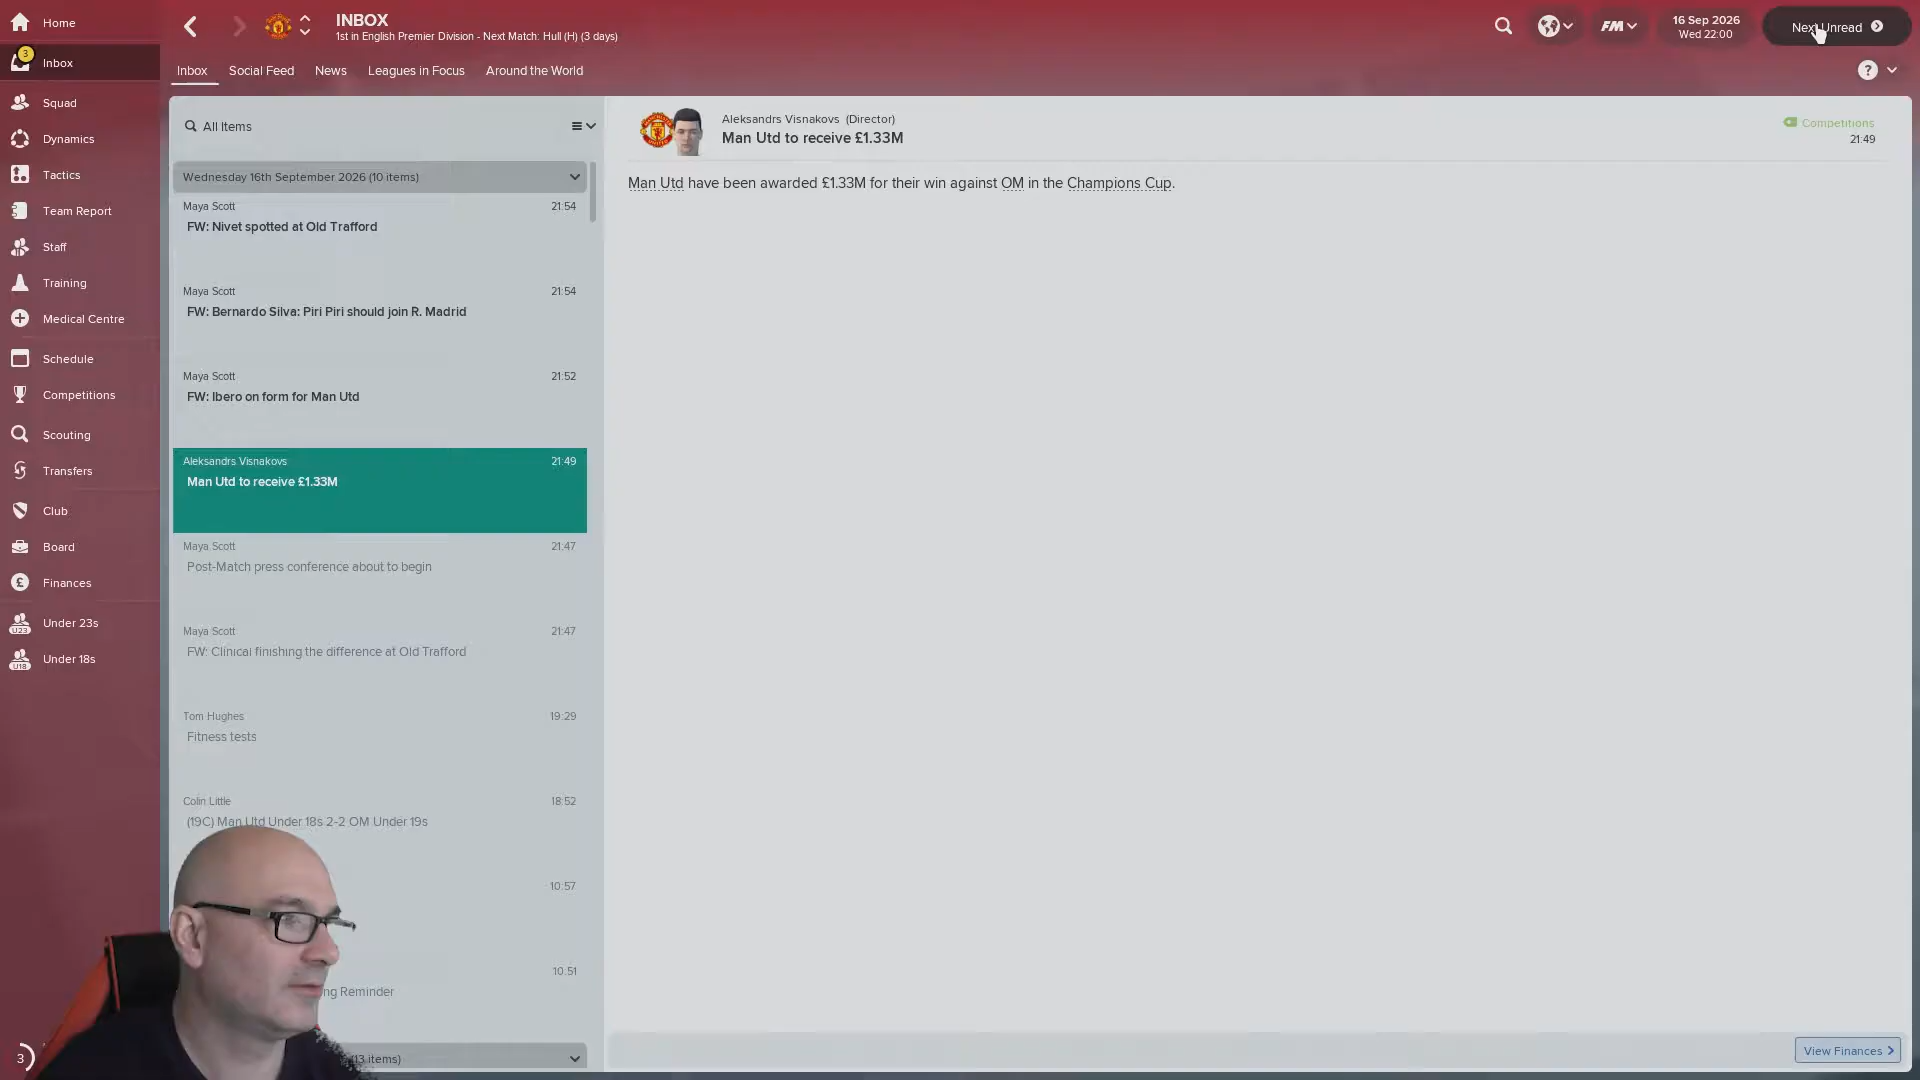 Home
3
Inbox
Squad
Dynamics
Tactics
Team Report
Staff
Training
Medical Centre
Schedule
Competitions
Scouting
Transfers
Club
Board
Finances
Under 23s
U23
Under 18s
U18
3
INBOX
1st in English Premier Division - Next Match: Hull (H) (3 days)
FM
16 Sep 2026
Wed 22:00
Next Unread
Inbox
Social Feed
News
Leagues in Focus
Around the World
?
All Items
Wednesday 16th September 2026 (10 items)
Maya Scott 21:54
FW: Nivet spotted at Old Trafford
Maya Scott 21:54
FW: Bernardo Silva: Piri Piri should join R. Madrid
Maya Scott 21:52
FW: Ibero on form for Man Utd
Aleksandrs Visnakovs 21:49
Man Utd to receive £1.33M
Maya Scott 21:47
Post-Match press conference about to begin
Maya Scott 21:47
FW: Clinical finishing the difference at Old Trafford
Tom Hughes 19:29
Fitness tests
Colin Little 18:52
(19C) Man Utd Under 18s 2-2 OM Under 19s
10:57
10:51
ng Reminder
(13 items)
Aleksandrs Visnakovs (Director)
Man Utd to receive £1.33M
Competitions
21:49
Man Utd have been awarded £1.33M for their win against OM in the Champions Cup.
View Finances